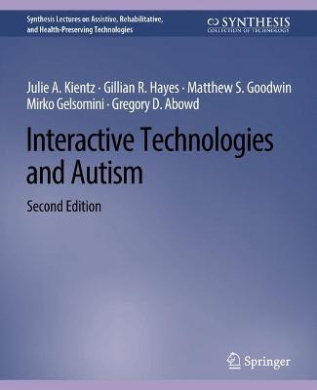 Synthesis Lectures on Assistive, Rehabilitative,
and Health-Preserving Technologies
SYNTHESIS
COLLECTION OF TECHNOLOGY
Julie A. Kientz · Gillian R. Hayes · Matthew S. Goodwin
Mirko Gelsomini · Gregory D. Abowd
Interactive Technologies
and Autism
Second Edition
Springer